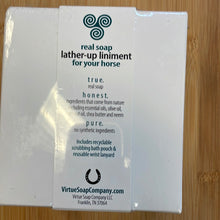 real soap
lather-up liniment
for your horse
true.
real soap
honest.
ingredients that come from nature
including essential oils, olive oil,
oil, shea butter and neem
pure.
no synthetic ingredients
Includes recyclable
scrubbing bath pouch &
reusable wrist lanyard
VirtueSoapCompany.com
Virtue Soap Company LLC
Franklin, TN 37064